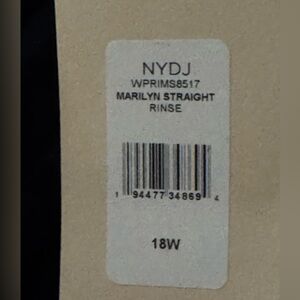 NYDJ
WPRIMS8517
MARILYN STRAIGHT
RINSE
1 94477 34869 4
18W